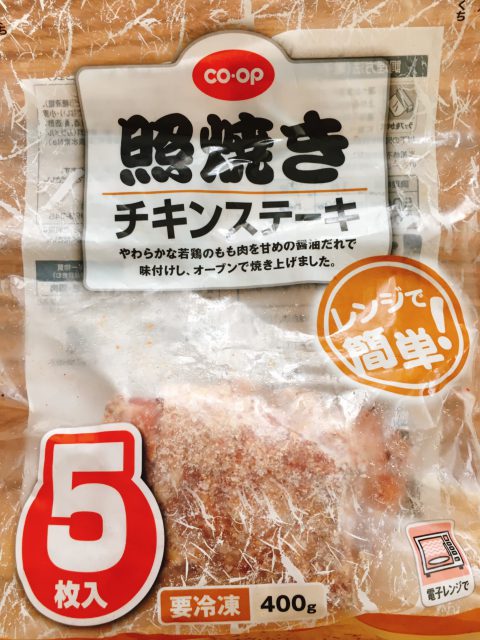 co·op
照焼き
チキンステーキ
やわらかな若鶏のもも肉を甘めの醤油だれで
味付けし、オーブンで焼き上げました。
レンジで
簡単!
5
枚入
要冷凍 400g
電子レンジで